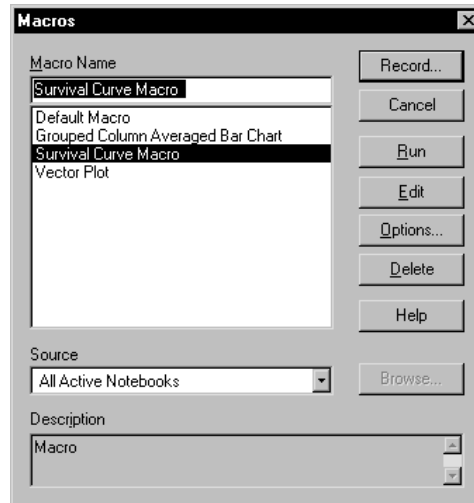 Macros
Macro Name
Survival Curve Macro
Default Macro
Grouped Column Averaged Bar Chart
Survival Curve Macro
Vector Plot
Record...
Cancel
Run
Edit
Options...
Delete
Help
Source
All Active Notebooks
Browse...
Description
Macro